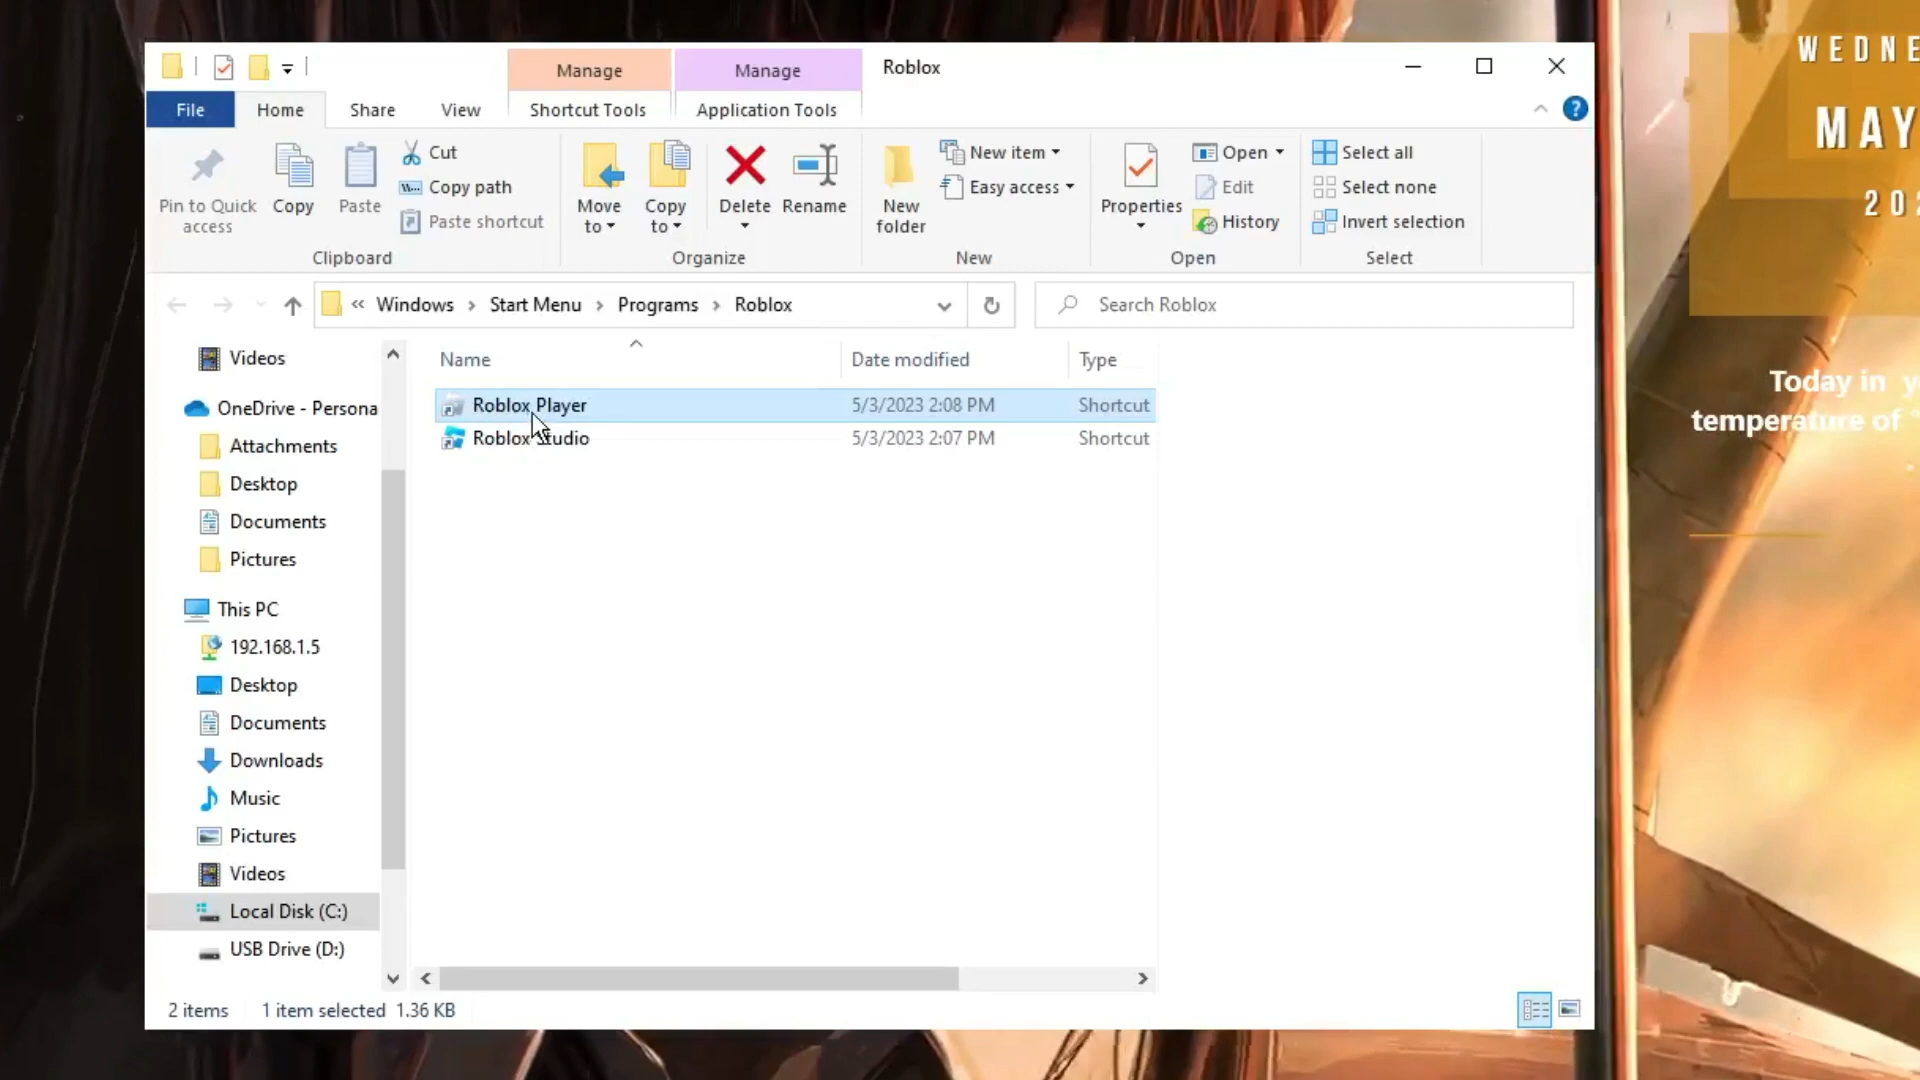 Manage
Manage
Roblox
File
Home
Share
View
Shortcut Tools
Application Tools
Pin to Quick access
Copy
Paste
Cut
Copy path
Paste shortcut
Clipboard
Move to
Copy to
Delete
Rename
Organize
New folder
New item
Easy access
New
Properties
Open
Edit
History
Open
Select all
Select none
Invert selection
Select
« Windows > Start Menu > Programs > Roblox
Search Roblox
Name
Date modified
Type
Roblox Player
5/3/2023 2:08 PM
Shortcut
Roblox Studio
5/3/2023 2:07 PM
Shortcut
Videos
OneDrive - Persona
Attachments
Desktop
Documents
Pictures
This PC
192.168.1.5
Desktop
Documents
Downloads
Music
Pictures
Videos
Local Disk (C:)
USB Drive (D:)
2 items
1 item selected 1.36 KB
WEDNE
MAY
202
Today in y
temperature of